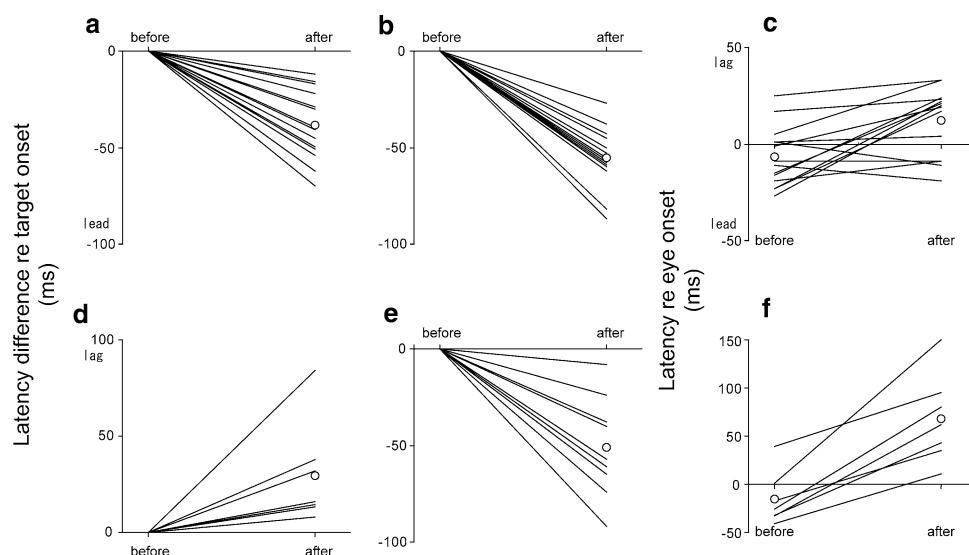 a
before
after
0
-50
lead
-100
b
before
after
0
-50
-100
c
50
lag
0
lead
-50
before
after
Latency difference re target onset
(ms)
Latency re eye onset
(ms)
d
100
lag
50
0
before
after
e
before
after
0
-50
-100
f
150
100
50
0
-50
before
after